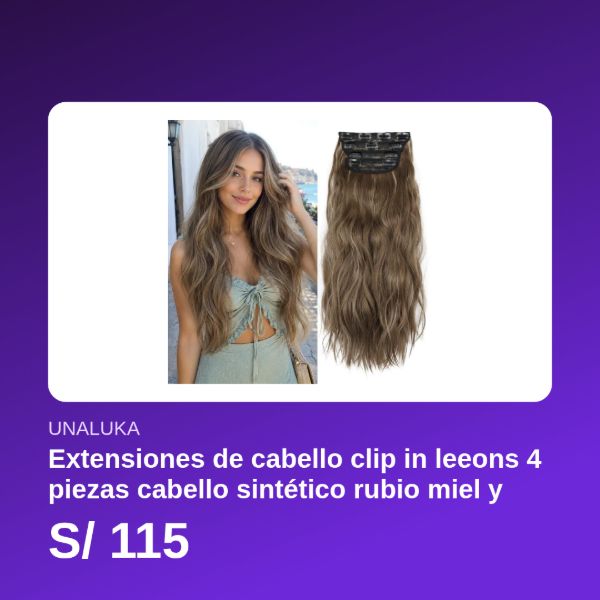 UNALUKA
Extensiones de cabello clip in leeons 4
piezas cabello sintético rubio miel y
S/ 115